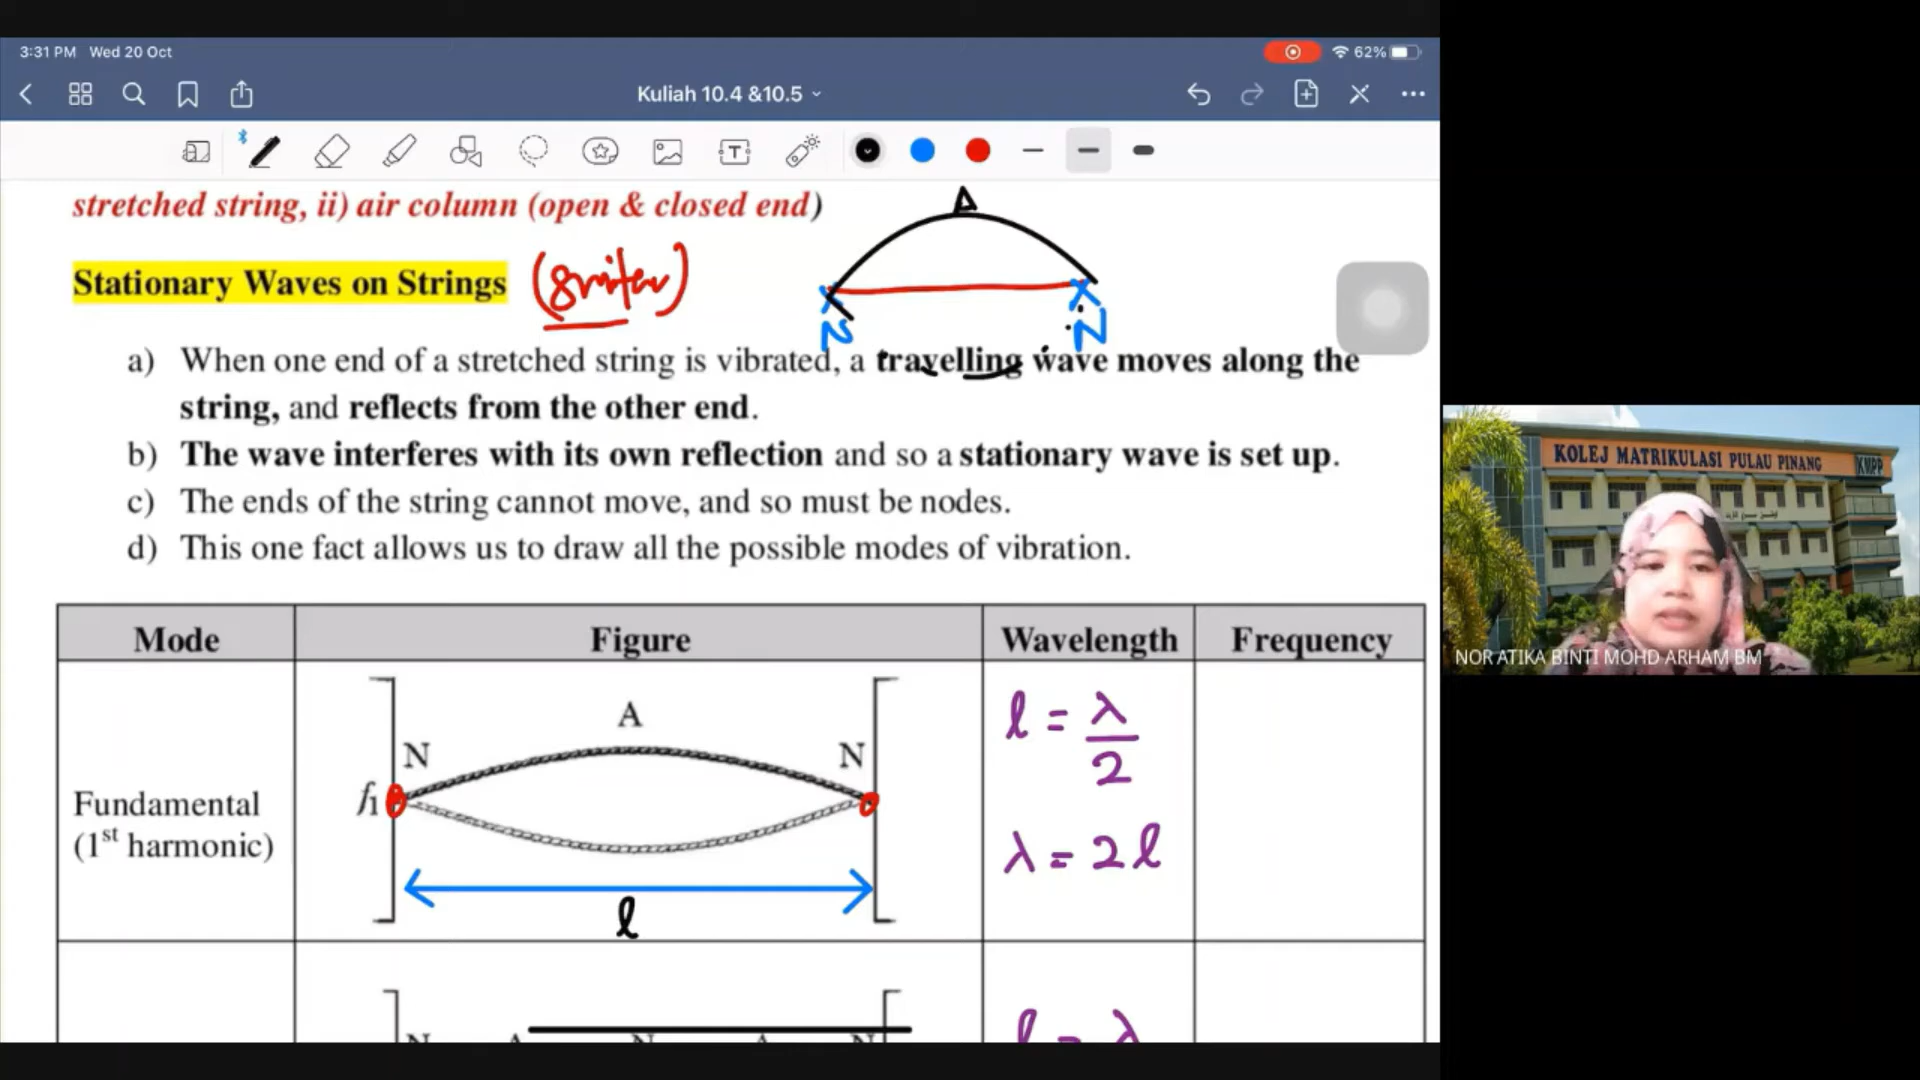 3:31 PM Wed 20 Oct
62%
Kuliah 10.4 &10.5
stretched string, ii) air column (open & closed end)
A
Stationary Waves on Strings (guitar)
N N
a) When one end of a stretched string is vibrated, a travelling wave moves along the
string, and reflects from the other end.
b) The wave interferes with its own reflection and so a stationary wave is set up.
c) The ends of the string cannot move, and so must be nodes.
d) This one fact allows us to draw all the possible modes of vibration.
Mode Figure Wavelength Frequency
Fundamental
(1st harmonic)
A
N N
f1
l
l = λ/2
λ = 2l
N A N A N
l = λ
KOLEJ MATRIKULASI PULAU PINANG KMPP
NOR ATIKA BINTI MOHD ARHAM BM